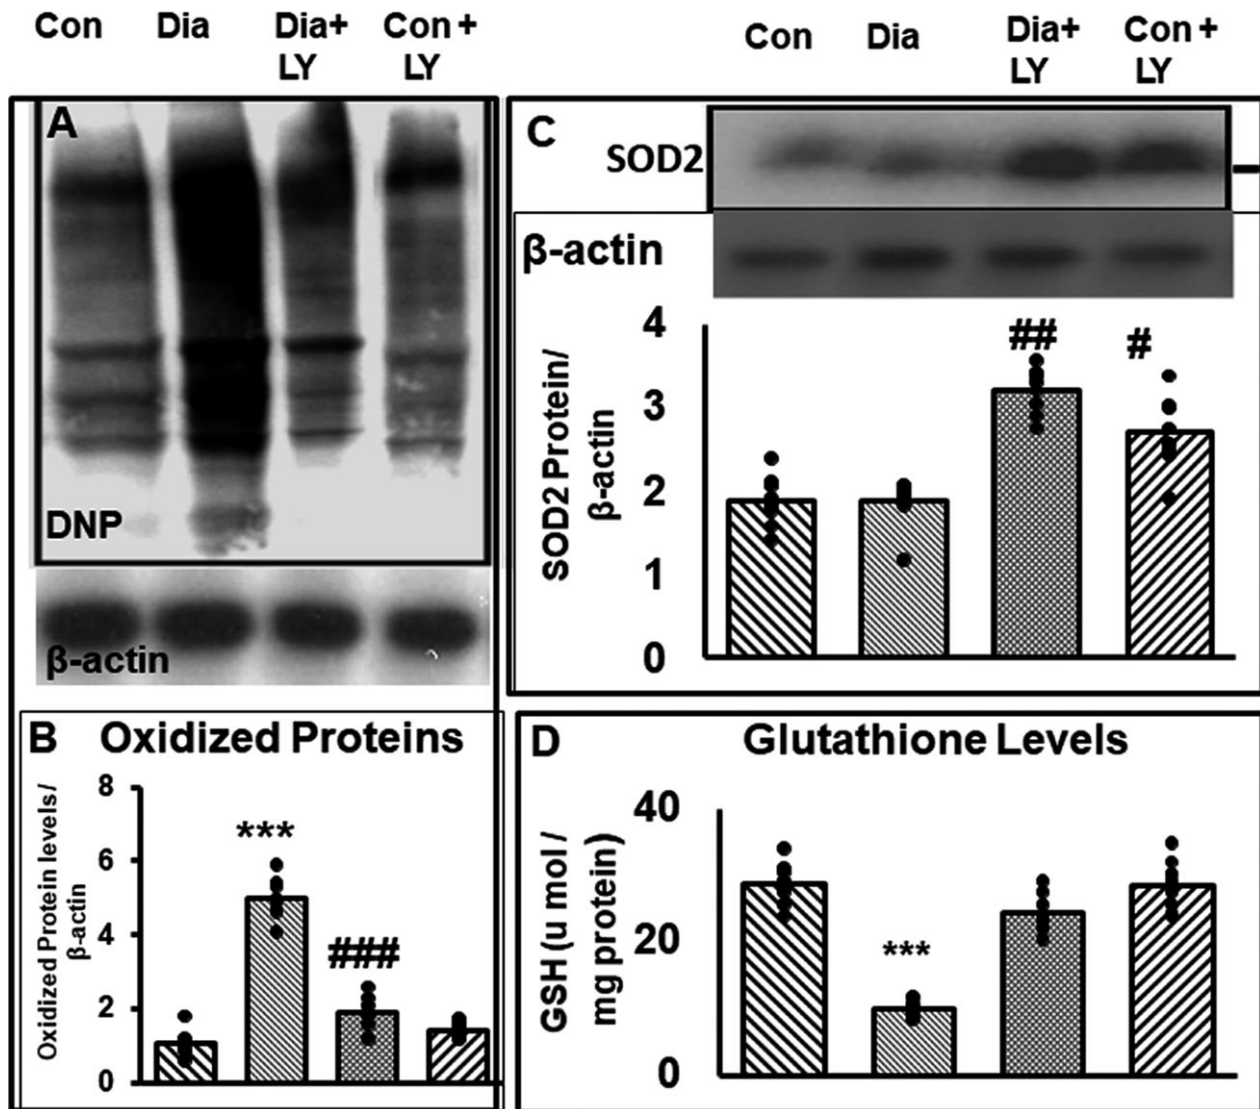 Con Dia Dia+ Con +
LY LY
A
DNP
β-actin
B Oxidized Proteins
Oxidized Protein levels /
β-actin
8
6
4
2
0
***
###
Con Dia Dia+ Con +
LY LY
C
SOD2
β-actin
SOD2 Protein/
β-actin
4
3
2
1
0
##
#
D Glutathione Levels
GSH (u mol /
mg protein)
40
20
0
***